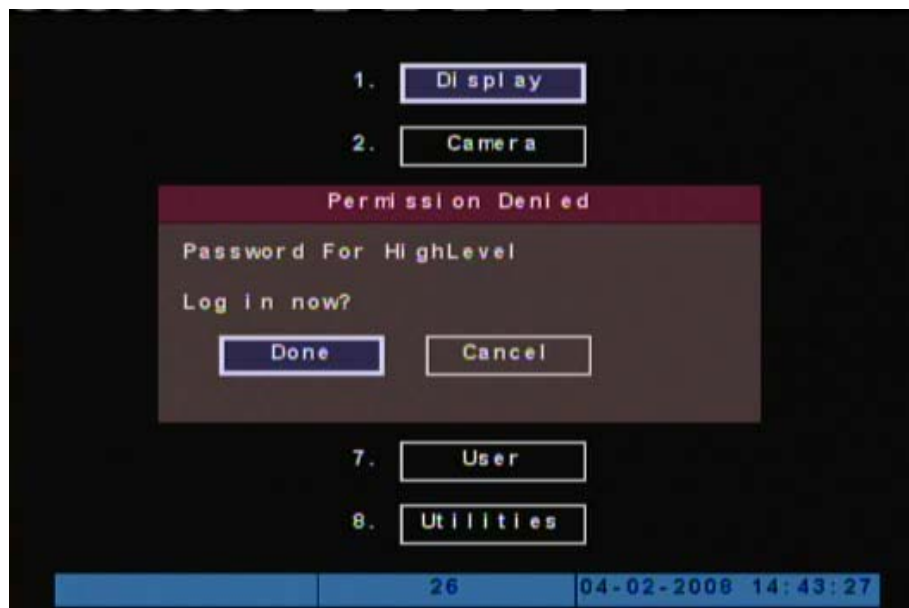 1. Display
2. Camera
Permission Denied
Password For HighLevel
Log in now?
Done Cancel
7. User
8. Utilities
26 04-02-2008 14:43:27